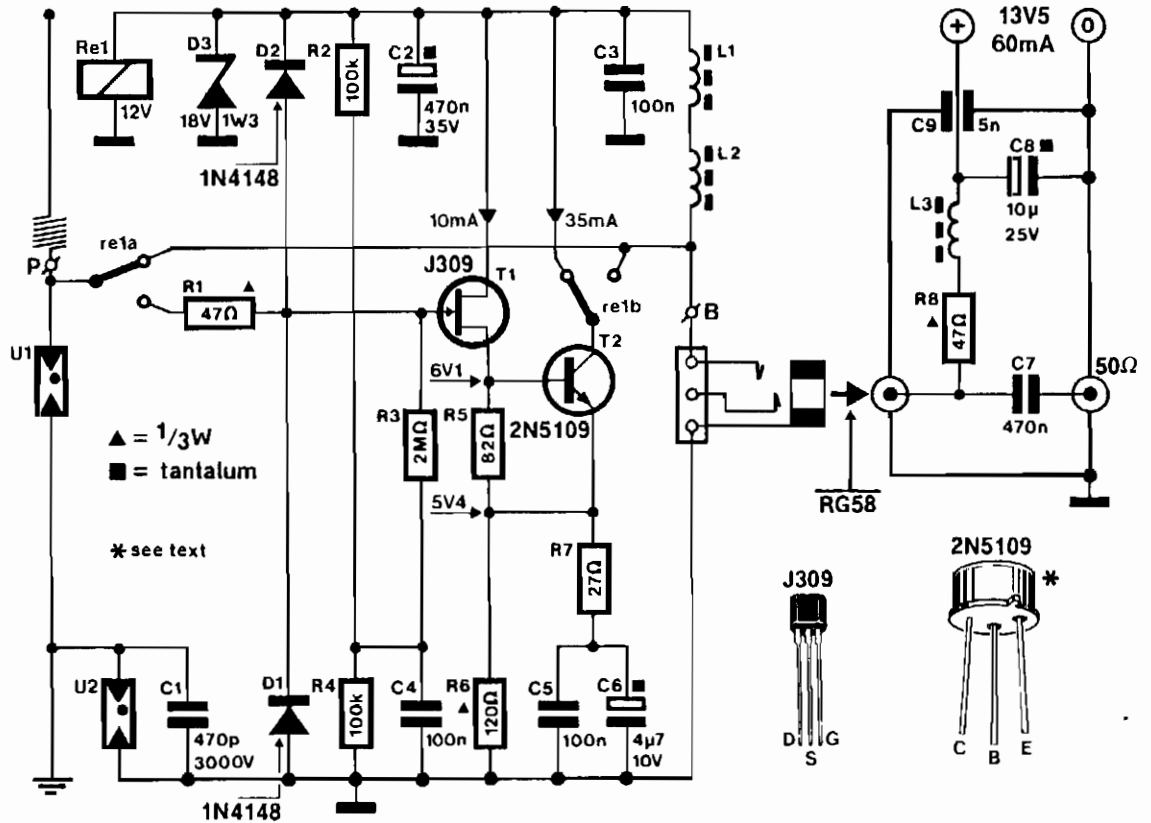 Re1
12V
D3
18V 1W3
D2
1N4148
R2
100k
C2
470n
35V
C3
100n
L1
L2
13V5
60mA
+
0
C9
5n
C8
10µ
25V
L3
R8
47Ω
C7
470n
50Ω
P
re1a
R1
47Ω
10mA
35mA
J309
T1
re1b
B
T2
2N5109
6V1
5V4
U1
▲ = 1/3W
■ = tantalum
* see text
R3
2MΩ
R5
82Ω
R7
27Ω
RG58
U2
C1
470p
3000V
D1
1N4148
R4
100k
C4
100n
R6
120Ω
C5
100n
C6
4µ7
10V
J309
D
S
G
2N5109
*
C
B
E